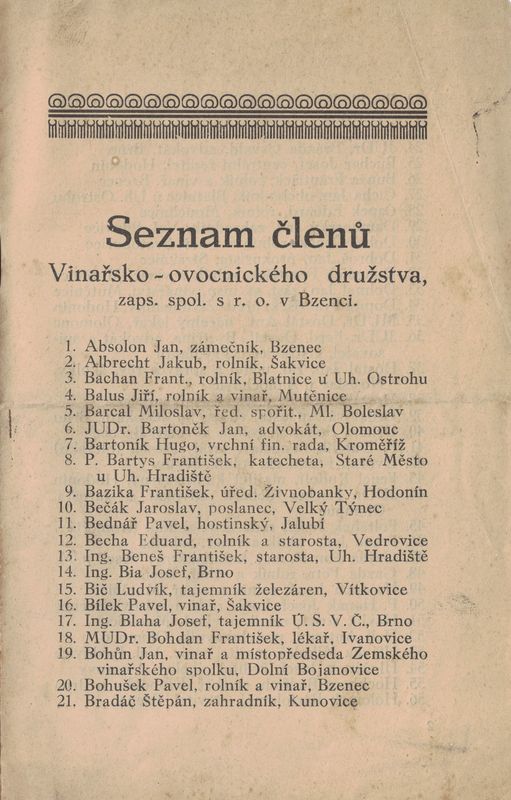 Seznam členů
Vinařsko-ovocnického družstva,
zaps. spol. s r. o. v Bzenci.
1. Absolon Jan, zámečník, Bzenec
2. Albrecht Jakub, rolník, Šakvice
3. Bachan Frant., rolník, Blatnice u Uh. Ostrohu
4. Balus Jiří, rolník a vinař, Mutěnice
5. Barcal Miloslav, řed. spořit., Ml. Boleslav
6. JUDr. Bartoněk Jan, advokát, Olomouc
7. Bartoník Hugo, vrchní fin. rada, Kroměříž
8. P. Bartys František, katecheta, Staré Město
u Uh. Hradiště
9. Bazika František, úřed. Živnobanky, Hodonín
10. Bečák Jaroslav, poslanec, Velký Týnec
11. Bednář Pavel, hostinský, Jalubí
12. Becha Eduard, rolník a starosta, Vedrovice
13. Ing. Beneš František, starosta, Uh. Hradiště
14. Ing. Bia Josef, Brno
15. Bič Ludvík, tajemník železáren, Vítkovice
16. Bílek Pavel, vinař, Šakvice
17. Ing. Blaha Josef, tajemník Ú. S. V. Č., Brno
18. MUDr. Bohdan František, lékař, Ivanovice
19. Bohůn Jan, vinař a místopředseda Zemského
vinařského spolku, Dolní Bojanovice
20. Bohušek Pavel, rolník a vinař, Bzenec
21. Bradáč Štěpán, zahradník, Kunovice